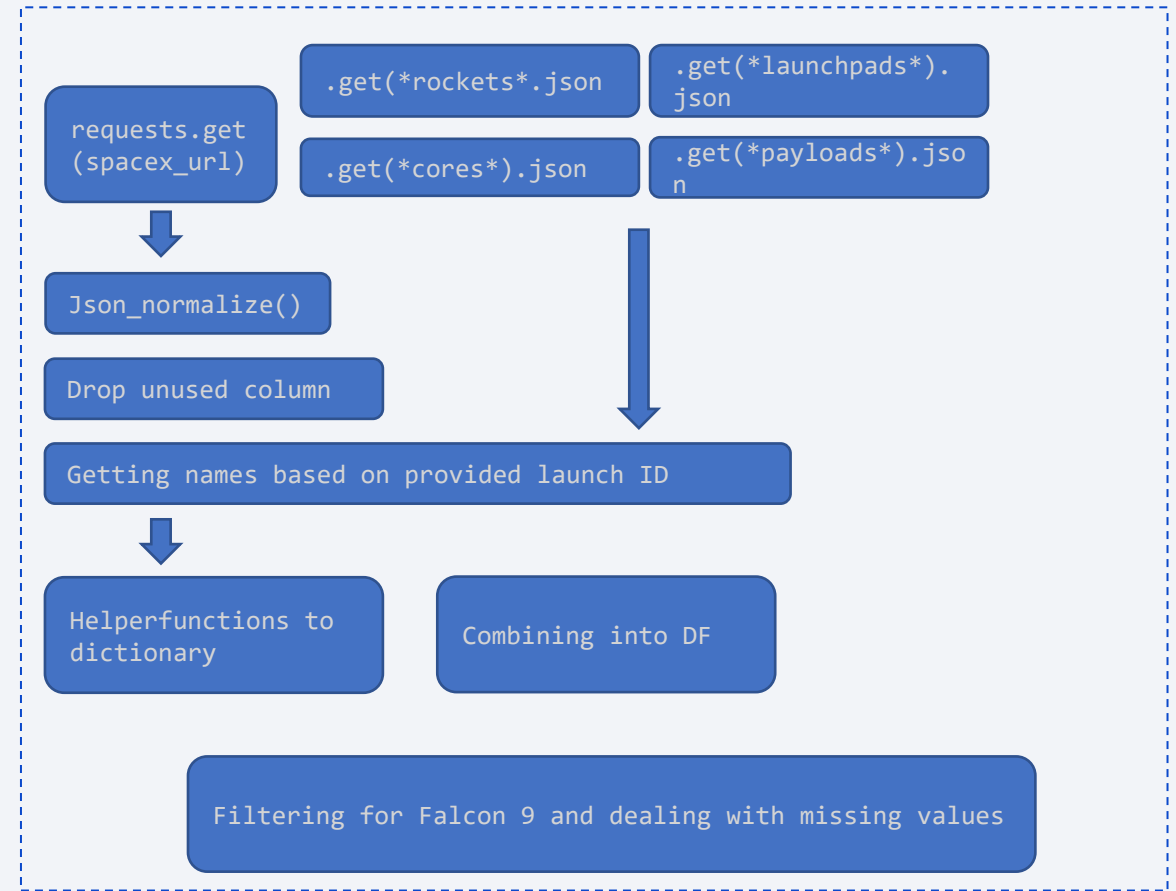 requests.get
(spacex_url)
.get(*rockets*.json
.get(*launchpads*).
json
.get(*cores*).json
.get(*payloads*).jso
n
Json_normalize()
Drop unused column
Getting names based on provided launch ID
Helperfunctions to
dictionary
Combining into DF
Filtering for Falcon 9 and dealing with missing values